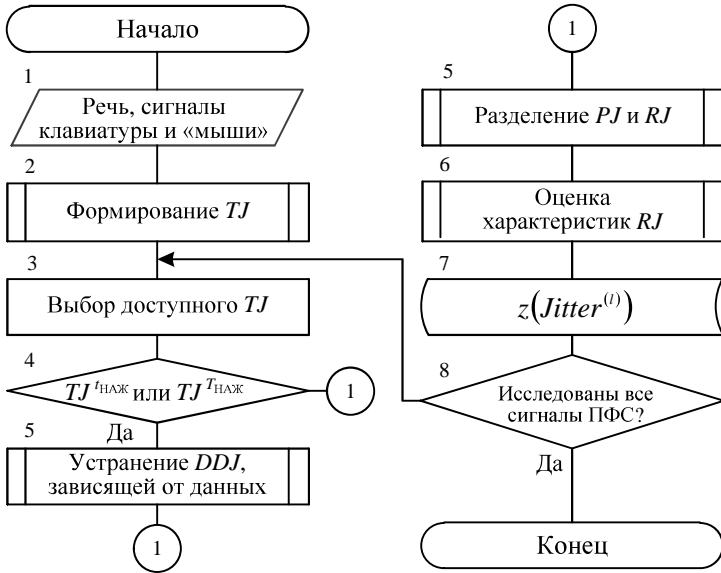 Начало
1
Речь, сигналы
клавиатуры и «мыши»
2
Формирование TJ
3
Выбор доступного TJ
4
TJ^tНАЖ или TJ^TНАЖ
1
Да
5
Устранение DDJ,
зависящей от данных
1
1
5
Разделение PJ и RJ
6
Оценка
характеристик RJ
7
z(Jitter^(l))
8
Исследованы все
сигналы ПФС?
Да
Конец